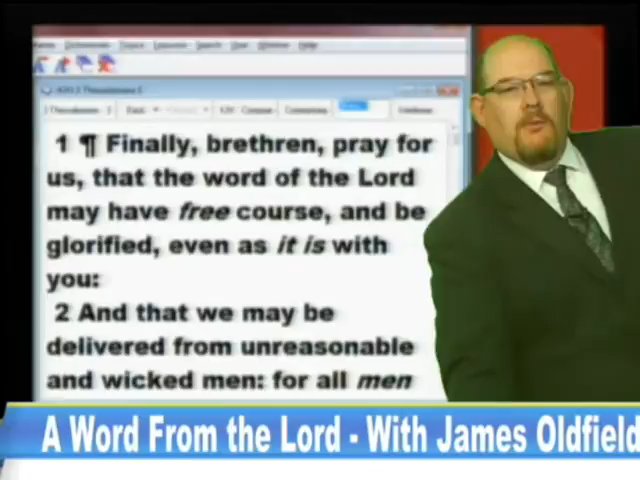 1 ¶ Finally, brethren, pray for
us, that the word of the Lord
may have free course, and be
glorified, even as it is with
you:
2 And that we may be
delivered from unreasonable
and wicked men: for all men
A Word From the Lord - With James Oldfield